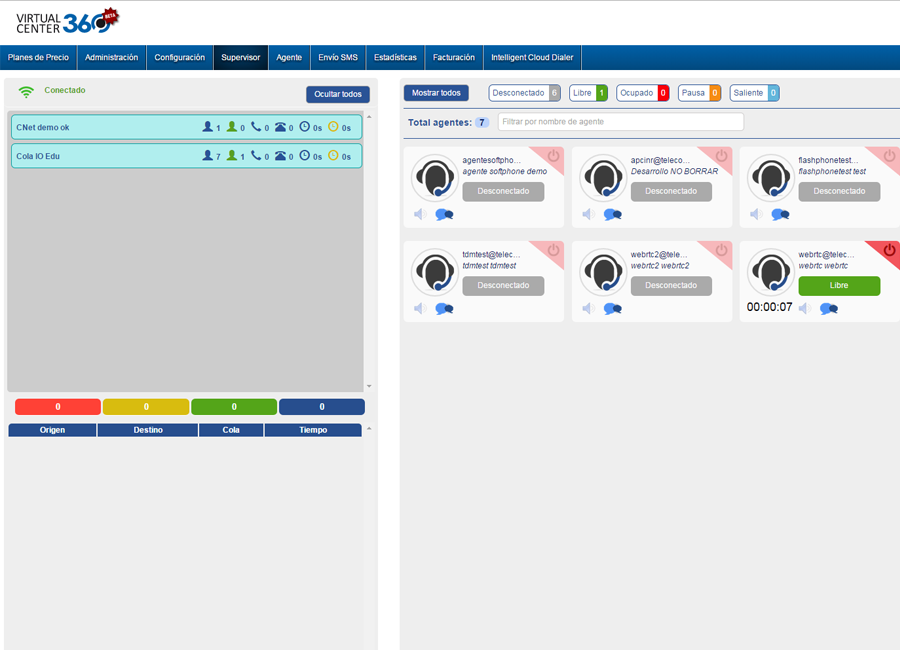 VIRTUAL CENTER 360 BETA
Planes de Precio Administración Configuración Supervisor Agente Envío SMS Estadísticas Facturación Intelligent Cloud Dialer
Conectado Ocultar todos
CNet demo ok 1 0 0 0 0s 0s
Cola IO Edu 7 1 0 0 0s 0s
0 0 0 0
Origen Destino Cola Tiempo
Mostrar todos Desconectado 6 Libre 1 Ocupado 0 Pausa 0 Saliente 0
Total agentes: 7 Filtrar por nombre de agente
agentesoftpho...
agente softphone demo
Desconectado
apcinr@teleco...
Desarrollo NO BORRAR
Desconectado
flashphonetest...
flashphonetest test
Desconectado
tdmtest@telec...
tdmtest tdmtest
Desconectado
webrtc2@tele...
webrtc2 webrtc2
Desconectado
webrtc@telec...
webrtc webrtc
Libre
00:00:07